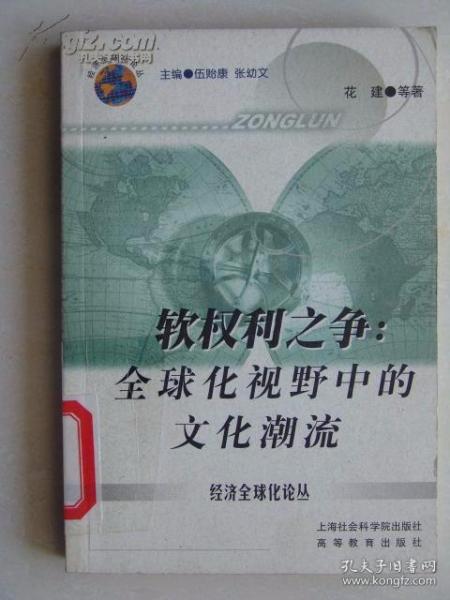 gfz.com
主编●伍贻康 张幼文
花 建●等著
ZONGLUN
软权利之争:
全球化视野中的
文化潮流
经济全球化论丛
上海社会科学院出版社
高等教育出版社
孔夫子旧书网
www.kongfz.com